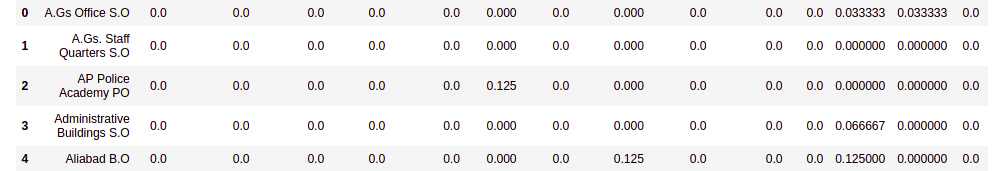 0 A.Gs Office S.O 0.0 0.0 0.0 0.0 0.0 0.000 0.0 0.000 0.0 0.0 0.0 0.033333 0.033333 0.0
A.Gs. Staff
1 Quarters S.O 0.0 0.0 0.0 0.0 0.0 0.000 0.0 0.000 0.0 0.0 0.0 0.000000 0.000000 0.0
AP Police
2 Academy PO 0.0 0.0 0.0 0.0 0.0 0.125 0.0 0.000 0.0 0.0 0.0 0.000000 0.000000 0.0
Administrative
3 Buildings S.O 0.0 0.0 0.0 0.0 0.0 0.000 0.0 0.000 0.0 0.0 0.0 0.066667 0.000000 0.0
4 Aliabad B.O 0.0 0.0 0.0 0.0 0.0 0.000 0.0 0.125 0.0 0.0 0.0 0.125000 0.000000 0.0